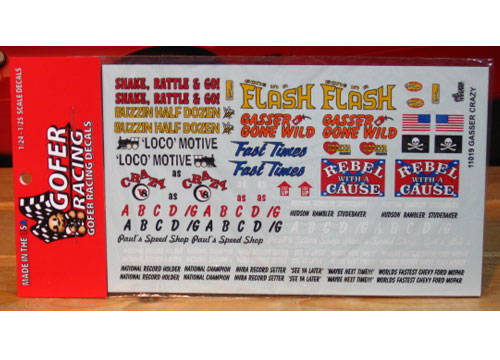 MADE IN THE USA
1:24 - 1:25 SCALE DECALS
GOFER RACING
GOFER RACING DECALS
SHAKE, RATTLE & GO!
SHAKE, RATTLE & GO!
BUZZIN HALF DOZEN
BUZZIN HALF DOZEN
'LOCO' MOTIVE
'LOCO' MOTIVE
CRAZY as
CRAZY as
as
FLASH FLASH
GASSER GONE WILD
GASSER GONE WILD
Fast Times
Fast Times
REBEL WITH A CAUSE
REBEL WITH A CAUSE
11019 GASSER CRAZY
A B C D /G A B C D /G
A B C D /G A B C D /G
HUDSON RAMBLER STUDEBAKER
HUDSON RAMBLER STUDEBAKER
Paul's Speed Shop Paul's Speed Shop
NATIONAL RECORD HOLDER NATIONAL CHAMPION NHRA RECORD SETTER 'SEE YA LATER' 'MAYBE NEXT TIME!!!' WORLDS FASTEST CHEVY FORD MOPAR
NATIONAL RECORD HOLDER NATIONAL CHAMPION NHRA RECORD SETTER 'SEE YA LATER' 'MAYBE NEXT TIME!!!' WORLDS FASTEST CHEVY FORD MOPAR